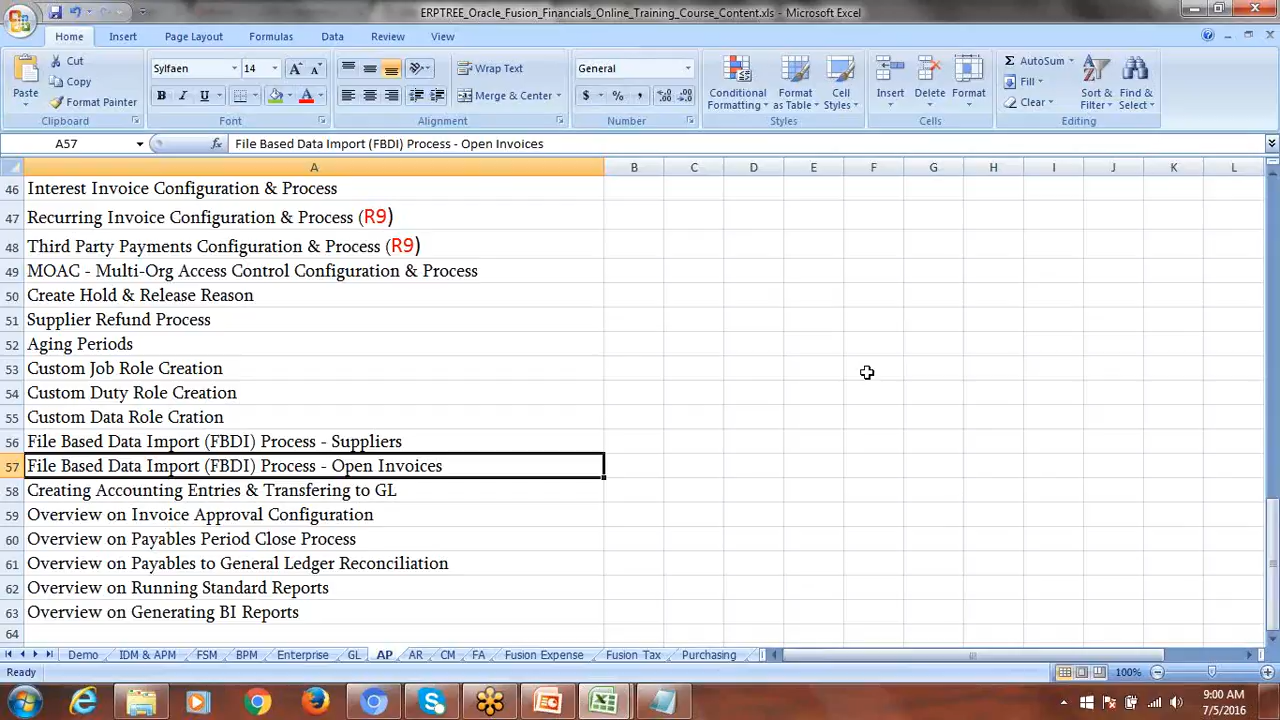 ERPTREE_Oracle_Fusion_Financials_Online_Training_Course_Content.xls - Microsoft Excel
Home Insert Page Layout Formulas Data Review View
Paste Cut Copy Format Painter Clipboard
Sylfaen 14 A A B I U A Font
Wrap Text Merge & Center Alignment
General $ % , .0 .00 .00 .0 Number
Conditional Formatting Format as Table Cell Styles Styles
Insert Delete Format Cells
Σ AutoSum Fill Clear Sort & Filter Find & Select Editing
A57 fx File Based Data Import (FBDI) Process - Open Invoices
A B C D E F G H I J K L
46 Interest Invoice Configuration & Process
47 Recurring Invoice Configuration & Process (R9)
48 Third Party Payments Configuration & Process (R9)
49 MOAC - Multi-Org Access Control Configuration & Process
50 Create Hold & Release Reason
51 Supplier Refund Process
52 Aging Periods
53 Custom Job Role Creation
54 Custom Duty Role Creation
55 Custom Data Role Cration
56 File Based Data Import (FBDI) Process - Suppliers
57 File Based Data Import (FBDI) Process - Open Invoices
58 Creating Accounting Entries & Transfering to GL
59 Overview on Invoice Approval Configuration
60 Overview on Payables Period Close Process
61 Overview on Payables to General Ledger Reconciliation
62 Overview on Running Standard Reports
63 Overview on Generating BI Reports
64
Demo IDM & APM FSM BPM Enterprise GL AP AR CM FA Fusion Expense Fusion Tax Purchasing
Ready 100%
9:00 AM
7/5/2016